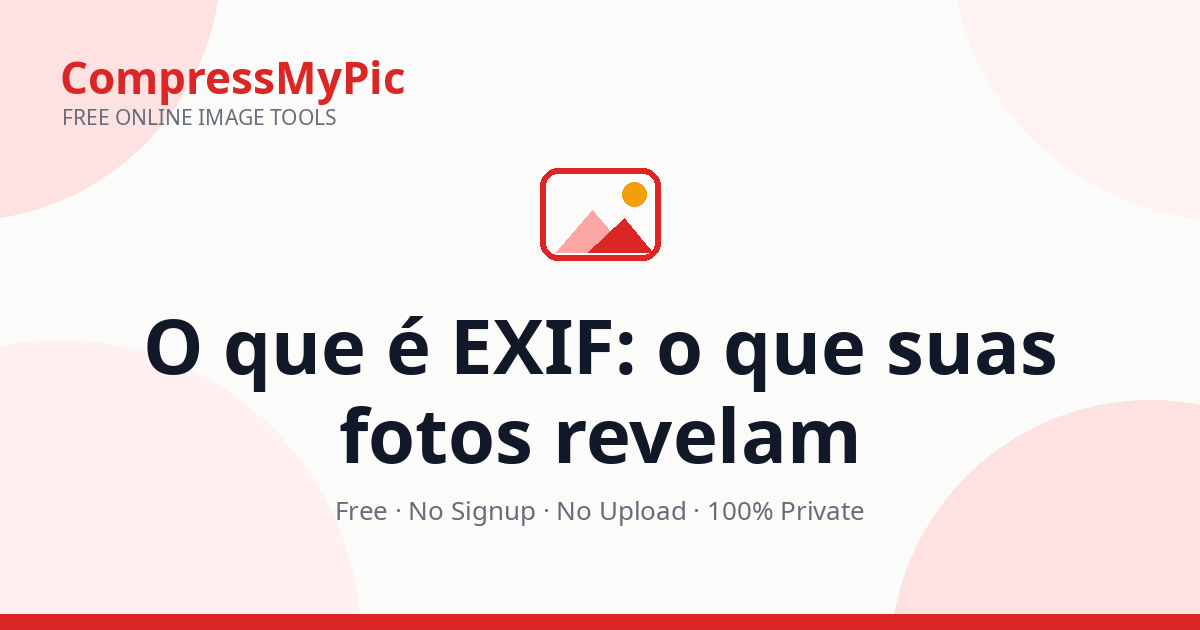 CompressMyPic
FREE ONLINE IMAGE TOOLS
O que é EXIF: o que suas
fotos revelam
Free · No Signup · No Upload · 100% Private